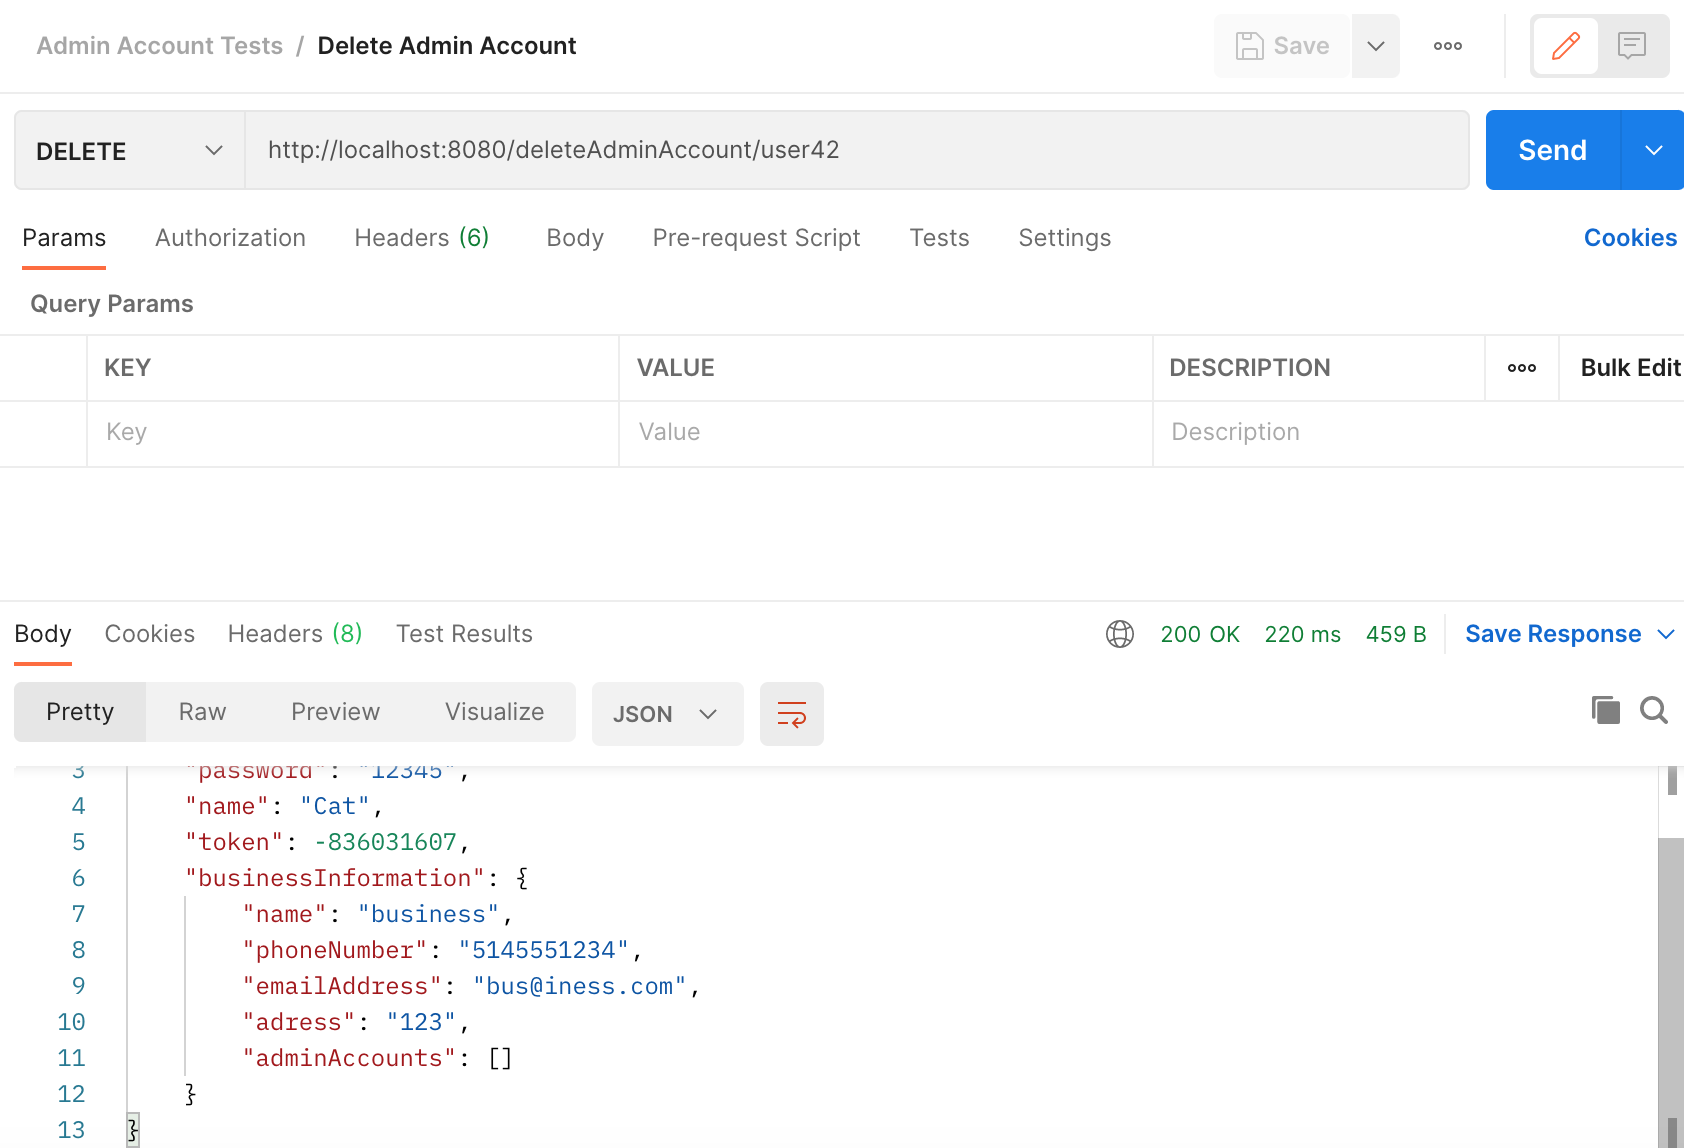 Admin Account Tests / Delete Admin Account
Save
DELETE
http://localhost:8080/deleteAdminAccount/user42
Send
Params Authorization Headers (6) Body Pre-request Script Tests Settings Cookies
Query Params
KEY VALUE DESCRIPTION Bulk Edit
Key Value Description
Body Cookies Headers (8) Test Results 200 OK 220 ms 459 B Save Response
Pretty Raw Preview Visualize JSON
3 "password": "12345",
4 "name": "Cat",
5 "token": -836031607,
6 "businessInformation": {
7 "name": "business",
8 "phoneNumber": "5145551234",
9 "emailAddress": "bus@iness.com",
10 "adress": "123",
11 "adminAccounts": []
12 }
13 }